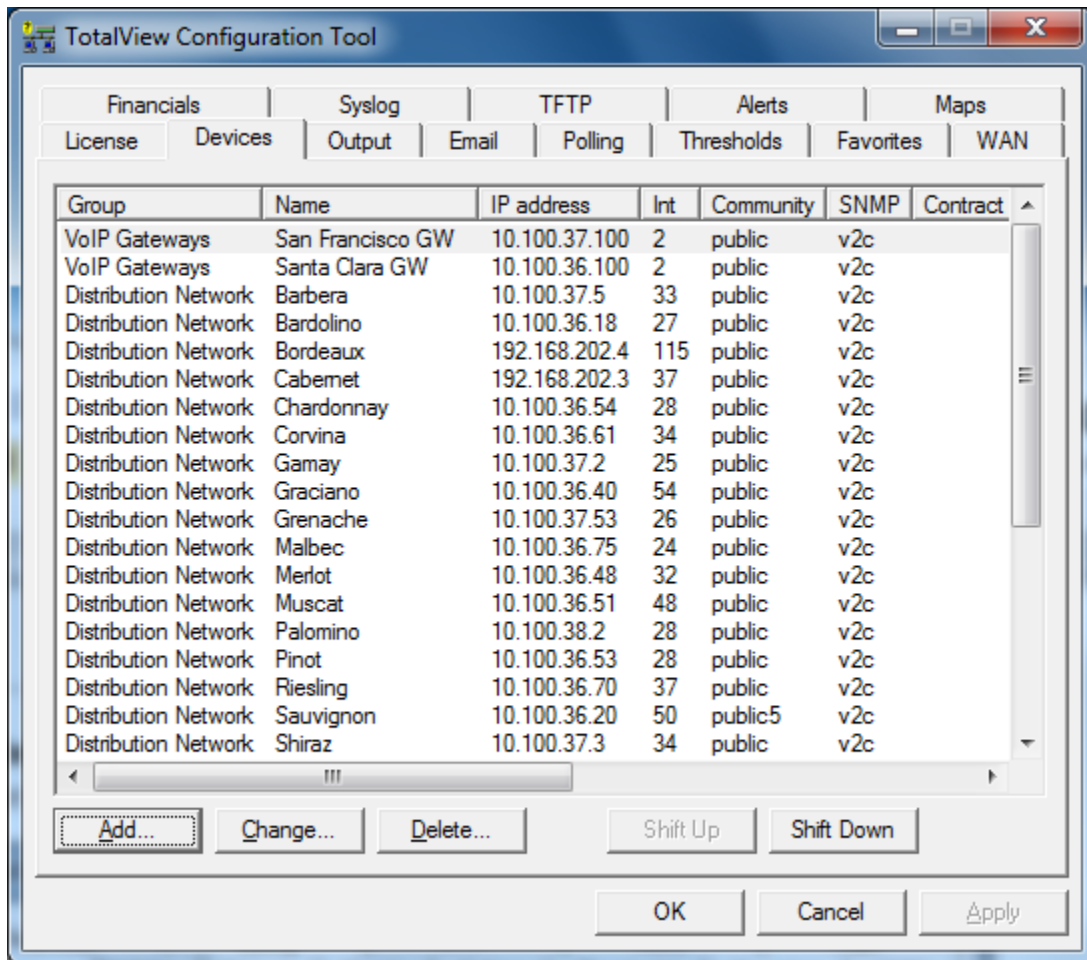 TotalView Configuration Tool
Financials Syslog TFTP Alerts Maps
License Devices Output Email Polling Thresholds Favorites WAN
Group Name IP address Int Community SNMP Contract
VoIP Gateways San Francisco GW 10.100.37.100 2 public v2c
VoIP Gateways Santa Clara GW 10.100.36.100 2 public v2c
Distribution Network Barbera 10.100.37.5 33 public v2c
Distribution Network Bardolino 10.100.36.18 27 public v2c
Distribution Network Bordeaux 192.168.202.4 115 public v2c
Distribution Network Cabernet 192.168.202.3 37 public v2c
Distribution Network Chardonnay 10.100.36.54 28 public v2c
Distribution Network Corvina 10.100.36.61 34 public v2c
Distribution Network Gamay 10.100.37.2 25 public v2c
Distribution Network Graciano 10.100.36.40 54 public v2c
Distribution Network Grenache 10.100.37.53 26 public v2c
Distribution Network Malbec 10.100.36.75 24 public v2c
Distribution Network Merlot 10.100.36.48 32 public v2c
Distribution Network Muscat 10.100.36.51 48 public v2c
Distribution Network Palomino 10.100.38.2 28 public v2c
Distribution Network Pinot 10.100.36.53 28 public v2c
Distribution Network Riesling 10.100.36.70 37 public v2c
Distribution Network Sauvignon 10.100.36.20 50 public5 v2c
Distribution Network Shiraz 10.100.37.3 34 public v2c
Add... Change... Delete... Shift Up Shift Down
OK Cancel Apply